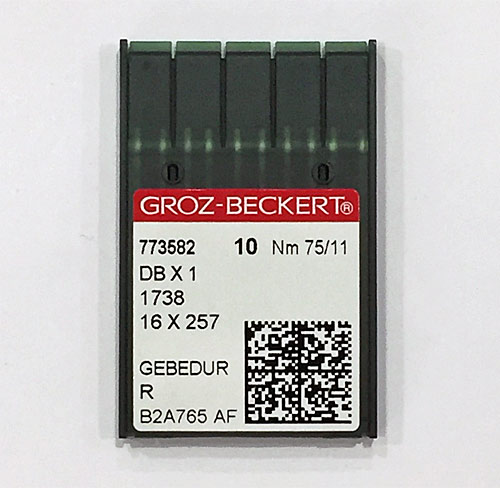 GROZ-BECKERT®
773582 10 Nm 75/11
DB X 1
1738
16 X 257
GEBEDUR
R
B2A765 AF